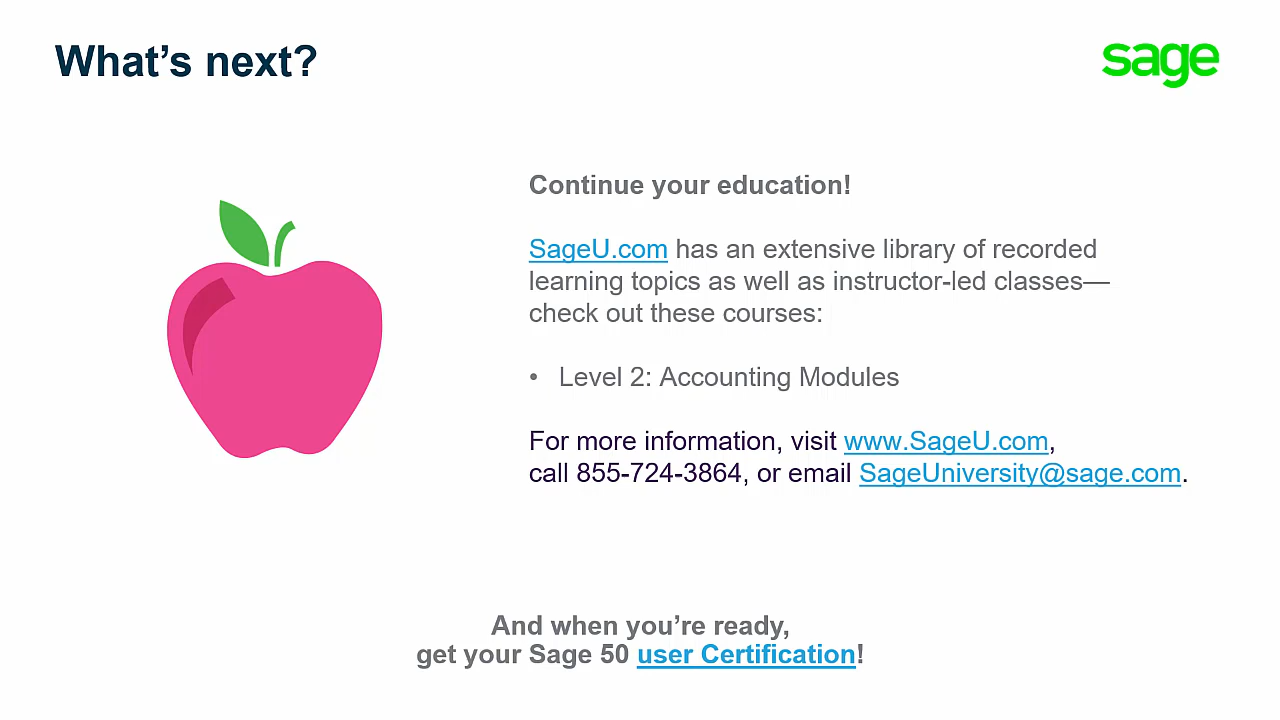 What’s next?
sage
Continue your education!
SageU.com has an extensive library of recorded
learning topics as well as instructor-led classes—
check out these courses:
• Level 2: Accounting Modules
For more information, visit www.SageU.com,
call 855-724-3864, or email SageUniversity@sage.com.
And when you’re ready,
get your Sage 50 user Certification!